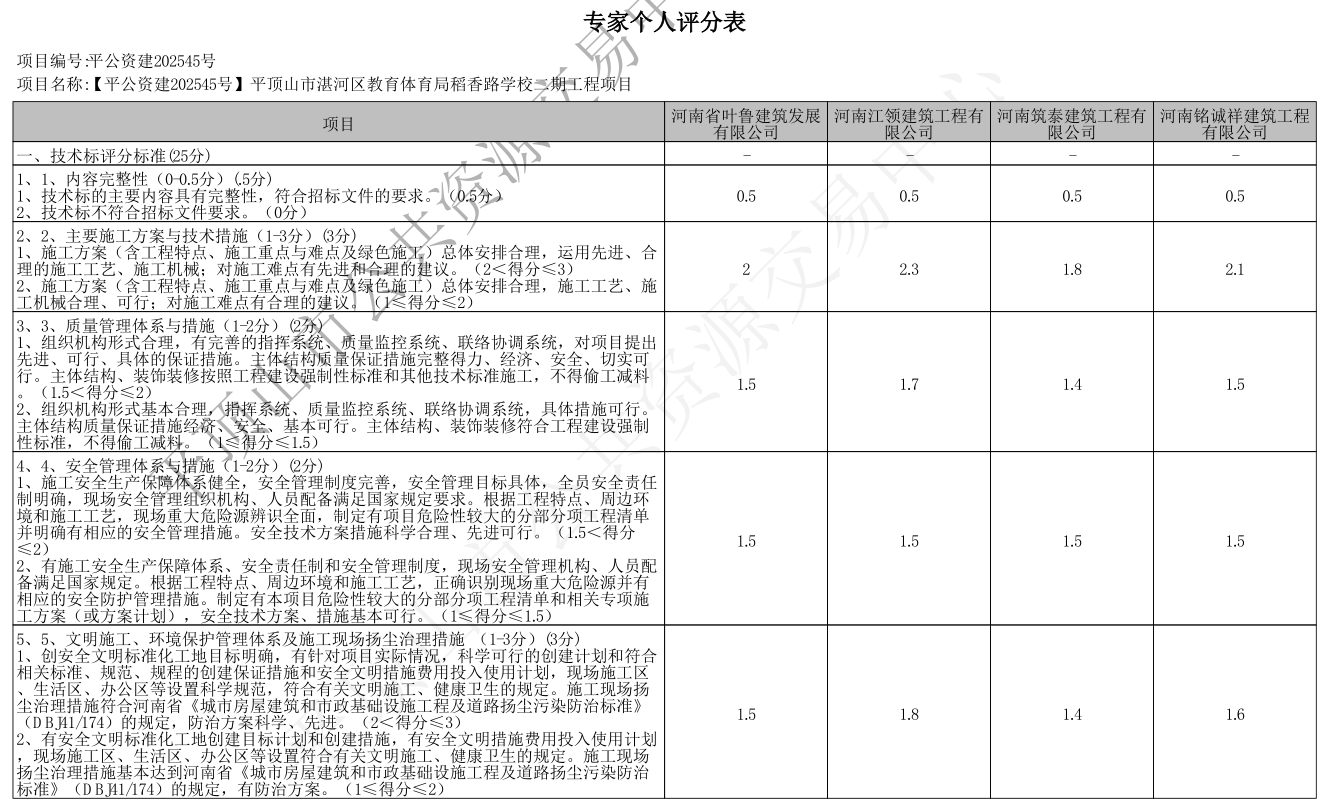 专家个人评分表
项目编号:平公资建202545号
项目名称:【平公资建202545号】平顶山市湛河区教育体育局稻香路学校二期工程项目
项目
河南省叶鲁建筑发展
有限公司
河南江领建筑工程有
限公司
河南筑泰建筑工程有
限公司
河南铭诚祥建筑工程
有限公司
一、技术标评分标准(25分)
–
–
–
–
1、1、内容完整性（0-0.5分）(.5分)
1、技术标的主要内容具有完整性，符合招标文件的要求。（0.5分）
2、技术标不符合招标文件要求。（0分）
0.5
0.5
0.5
0.5
2、2、主要施工方案与技术措施（1-3分）(3分)
1、施工方案（含工程特点、施工重点与难点及绿色施工）总体安排合理，运用先进、合
理的施工工艺、施工机械；对施工难点有先进和合理的建议。（2＜得分≤3）
2、施工方案（含工程特点、施工重点与难点及绿色施工）总体安排合理，施工工艺、施
工机械合理、可行；对施工难点有合理的建议。（1≤得分≤2）
2
2.3
1.8
2.1
3、3、质量管理体系与措施（1-2分）(2分)
1、组织机构形式合理，有完善的指挥系统、质量监控系统、联络协调系统，对项目提出
先进、可行、具体的保证措施。主体结构质量保证措施完整得力、经济、安全、切实可
行。主体结构、装饰装修按照工程建设强制性标准和其他技术标准施工，不得偷工减料
。（1.5＜得分≤2）
2、组织机构形式基本合理，指挥系统、质量监控系统、联络协调系统，具体措施可行。
主体结构质量保证措施经济、安全、基本可行。主体结构、装饰装修符合工程建设强制
性标准，不得偷工减料。（1≤得分≤1.5）
1.5
1.7
1.4
1.5
4、4、安全管理体系与措施（1-2分）(2分)
1、施工安全生产保障体系健全，安全管理制度完善，安全管理目标具体，全员安全责任
制明确，现场安全管理组织机构、人员配备满足国家规定要求。根据工程特点、周边环
境和施工工艺，现场重大危险源辨识全面，制定有项目危险性较大的分部分项工程清单
并明确有相应的安全管理措施。安全技术方案措施科学合理、先进可行。（1.5＜得分
≤2）
2、有施工安全生产保障体系、安全责任制和安全管理制度，现场安全管理机构、人员配
备满足国家规定。根据工程特点、周边环境和施工工艺，正确识别现场重大危险源并有
相应的安全防护管理措施。制定有本项目危险性较大的分部分项工程清单和相关专项施
工方案（或方案计划），安全技术方案、措施基本可行。（1≤得分≤1.5）
1.5
1.5
1.5
1.5
5、5、文明施工、环境保护管理体系及施工现场扬尘治理措施 （1-3分）(3分)
1、创安全文明标准化工地目标明确，有针对项目实际情况，科学可行的创建计划和符合
相关标准、规范、规程的创建保证措施和安全文明措施费用投入使用计划，现场施工区
、生活区、办公区等设置科学规范，符合有关文明施工、健康卫生的规定。施工现场扬
尘治理措施符合河南省《城市房屋建筑和市政基础设施工程及道路扬尘污染防治标准》
（DBJ41/174）的规定，防治方案科学、先进。（2＜得分≤3）
2、有安全文明标准化工地创建目标计划和创建措施，有安全文明措施费用投入使用计划
，现场施工区、生活区、办公区等设置符合有关文明施工、健康卫生的规定。施工现场
扬尘治理措施基本达到河南省《城市房屋建筑和市政基础设施工程及道路扬尘污染防治
标准》（DBJ41/174）的规定，有防治方案。（1≤得分≤2）
1.5
1.8
1.4
1.6
平顶山市公共资源交易中
公共资源交易中心